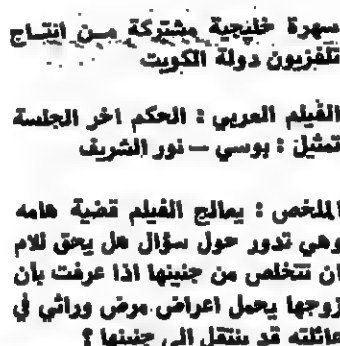 سهرة خليجية مشتركة من انتاج
تلفزيون دولة الكويت
الفيلم العربي : الحكم اخر الجلسة
تمثيل : بوسي — نور الشريف
الملخص : يعالج الفيلم قضية هامه
وهي تدور حول سؤال هل يحق للام
ان تتخلص من جنينها اذا عرفت بان
زوجها يحمل اعراض مرض وراثي في
عائلته قد ينتقل الى جنينها ؟